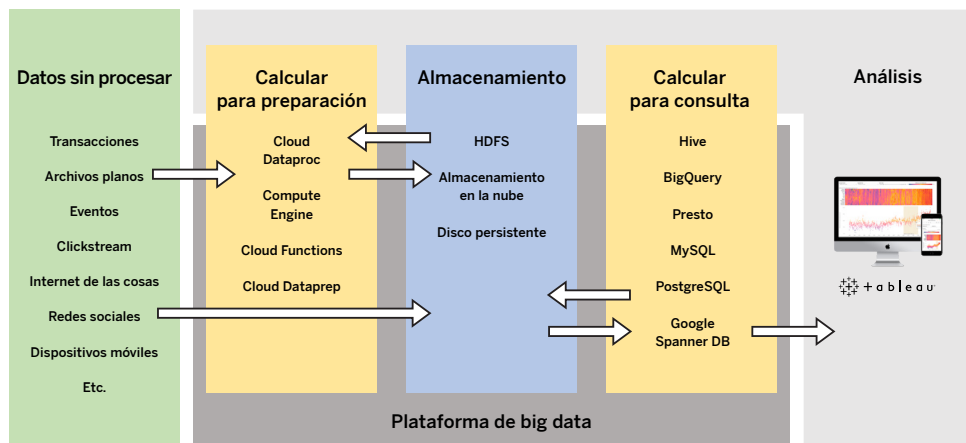 Datos sin procesar
Transacciones
Archivos planos
Eventos
Clickstream
Internet de las cosas
Redes sociales
Dispositivos móviles
Etc.
Calcular
para preparación
Cloud
Dataproc
Compute
Engine
Cloud Functions
Cloud Dataprep
Almacenamiento
HDFS
Almacenamiento
en la nube
Disco persistente
Calcular
para consulta
Hive
BigQuery
Presto
MySQL
PostgreSQL
Google
Spanner DB
Análisis
+ableau
Plataforma de big data